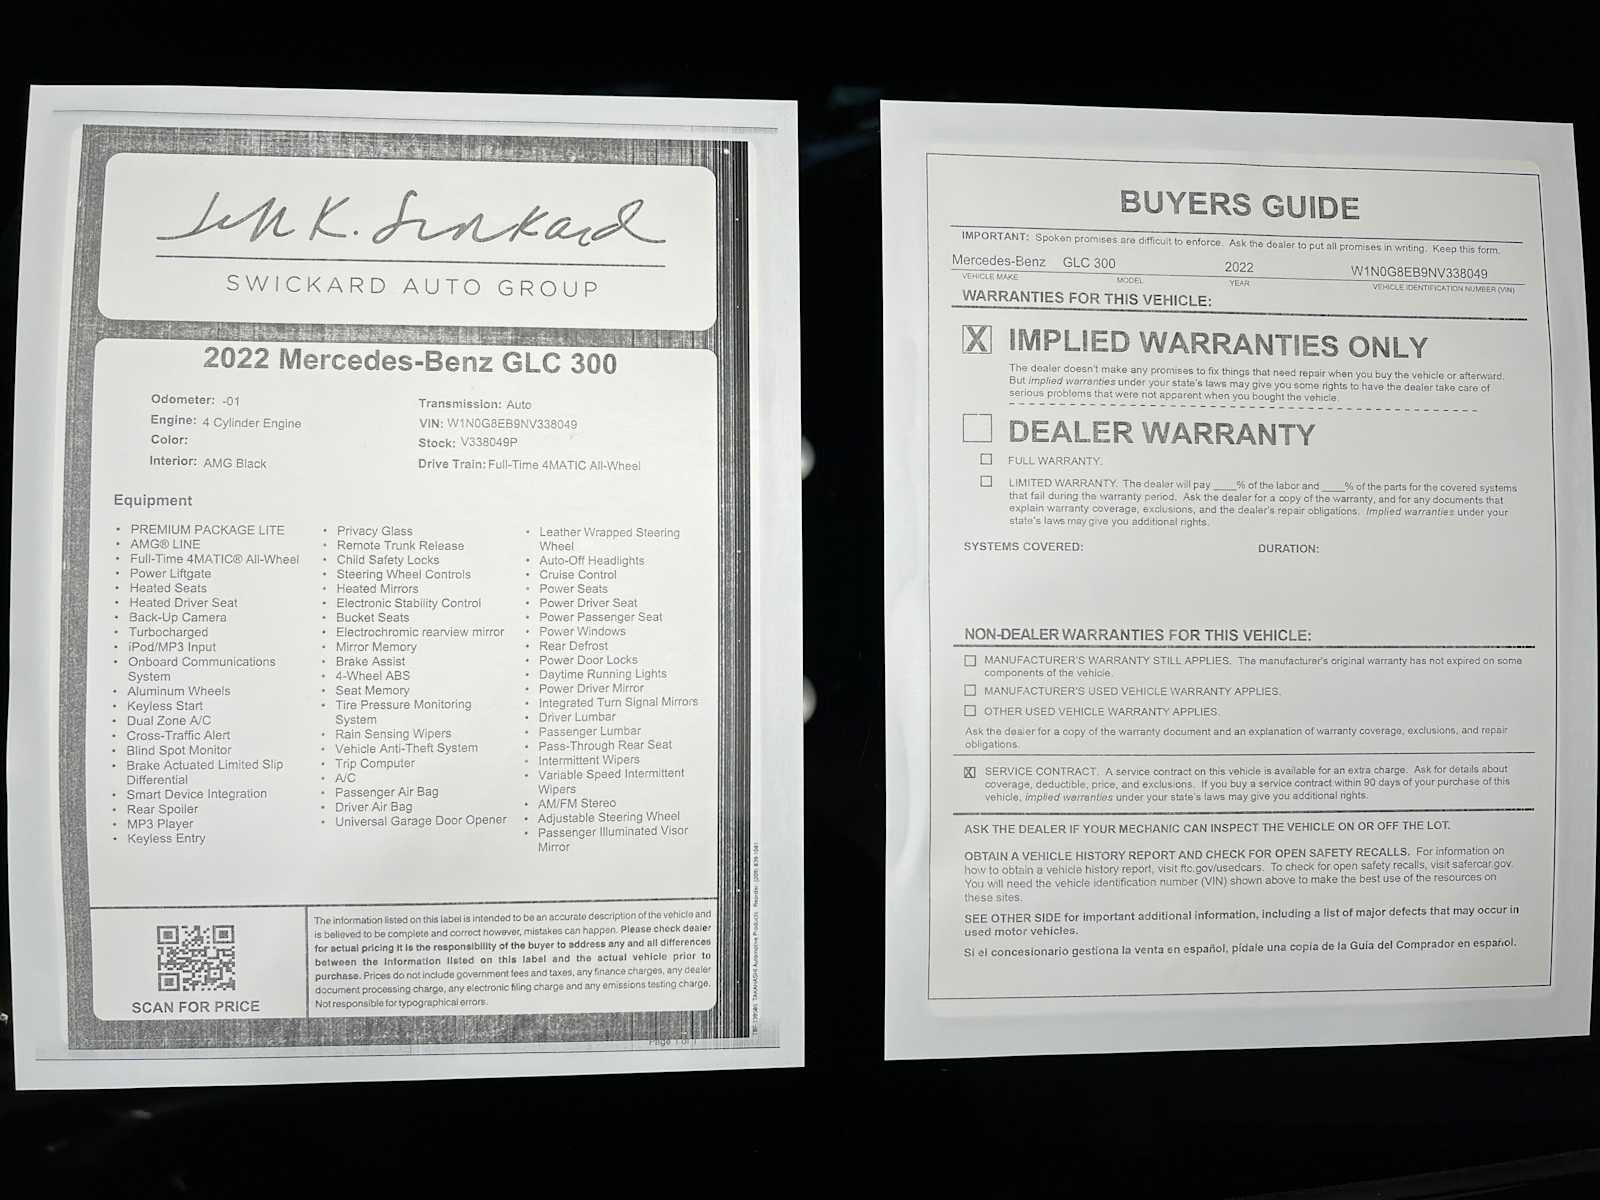 SWICKARD AUTO GROUP
2022 Mercedes-Benz GLC 300
Odometer: -01
Engine: 4 Cylinder Engine
Color:
Interior: AMG Black
Transmission: Auto
VIN: W1N0G8EB9NV338049
Stock: V338049P
Drive Train: Full-Time 4MATIC All-Wheel
Equipment
• PREMIUM PACKAGE LITE
• AMG® LINE
• Full-Time 4MATIC® All-Wheel
• Power Liftgate
• Heated Seats
• Heated Driver Seat
• Back-Up Camera
• Turbocharged
• iPod/MP3 Input
• Onboard Communications
System
• Aluminum Wheels
• Keyless Start
• Dual Zone A/C
• Cross-Traffic Alert
• Blind Spot Monitor
• Brake Actuated Limited Slip
Differential
• Smart Device Integration
• Rear Spoiler
• MP3 Player
• Keyless Entry
• Privacy Glass
• Remote Trunk Release
• Child Safety Locks
• Steering Wheel Controls
• Heated Mirrors
• Electronic Stability Control
• Bucket Seats
• Electrochromic rearview mirror
• Mirror Memory
• Brake Assist
• 4-Wheel ABS
• Seat Memory
• Tire Pressure Monitoring
System
• Rain Sensing Wipers
• Vehicle Anti-Theft System
• Trip Computer
• A/C
• Passenger Air Bag
• Driver Air Bag
• Universal Garage Door Opener
• Leather Wrapped Steering
Wheel
• Auto-Off Headlights
• Cruise Control
• Power Seats
• Power Driver Seat
• Power Passenger Seat
• Power Windows
• Rear Defrost
• Power Door Locks
• Daytime Running Lights
• Power Driver Mirror
• Integrated Turn Signal Mirrors
• Driver Lumbar
• Passenger Lumbar
• Pass-Through Rear Seat
• Intermittent Wipers
• Variable Speed Intermittent
Wipers
• AM/FM Stereo
• Adjustable Steering Wheel
• Passenger Illuminated Visor
Mirror
SCAN FOR PRICE
The information listed on this label is intended to be an accurate description of the vehicle and
is believed to be complete and correct however, mistakes can happen. Please check dealer
for actual pricing it is the responsibility of the buyer to address any and all differences
between the information listed on this label and the actual vehicle prior to
purchase. Prices do not include government fees and taxes, any finance charges, any dealer
document processing charge, any electronic filing charge and any emissions testing charge.
Not responsible for typographical errors.
Page 1 of 1
BUYERS GUIDE
IMPORTANT: Spoken promises are difficult to enforce. Ask the dealer to put all promises in writing. Keep this form.
Mercedes-Benz GLC 300 2022 W1N0G8EB9NV338049
VEHICLE MAKE MODEL YEAR VEHICLE IDENTIFICATION NUMBER (VIN)
WARRANTIES FOR THIS VEHICLE:
X IMPLIED WARRANTIES ONLY
The dealer doesn't make any promises to fix things that need repair when you buy the vehicle or afterward.
But implied warranties under your state's laws may give you some rights to have the dealer take care of
serious problems that were not apparent when you bought the vehicle.
DEALER WARRANTY
FULL WARRANTY.
LIMITED WARRANTY. The dealer will pay ____% of the labor and ____% of the parts for the covered systems
that fail during the warranty period. Ask the dealer for a copy of the warranty, and for any documents that
explain warranty coverage, exclusions, and the dealer's repair obligations. Implied warranties under your
state's laws may give you additional rights.
SYSTEMS COVERED: DURATION:
NON-DEALER WARRANTIES FOR THIS VEHICLE:
MANUFACTURER'S WARRANTY STILL APPLIES. The manufacturer's original warranty has not expired on some
components of the vehicle.
MANUFACTURER'S USED VEHICLE WARRANTY APPLIES.
OTHER USED VEHICLE WARRANTY APPLIES.
Ask the dealer for a copy of the warranty document and an explanation of warranty coverage, exclusions, and repair
obligations.
X SERVICE CONTRACT. A service contract on this vehicle is available for an extra charge. Ask for details about
coverage, deductible, price, and exclusions. If you buy a service contract within 90 days of your purchase of this
vehicle, implied warranties under your state's laws may give you additional rights.
ASK THE DEALER IF YOUR MECHANIC CAN INSPECT THE VEHICLE ON OR OFF THE LOT.
OBTAIN A VEHICLE HISTORY REPORT AND CHECK FOR OPEN SAFETY RECALLS. For information on
how to obtain a vehicle history report, visit ftc.gov/usedcars. To check for open safety recalls, visit safercar.gov.
You will need the vehicle identification number (VIN) shown above to make the best use of the resources on
these sites.
SEE OTHER SIDE for important additional information, including a list of major defects that may occur in
used motor vehicles.
Si el concesionario gestiona la venta en español, pídale una copia de la Guía del Comprador en español.